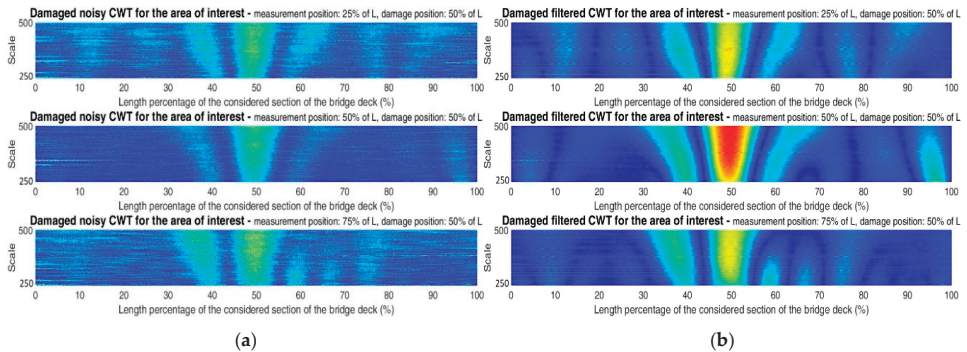 Damaged noisy CWT for the area of interest - measurement position: 25% of L, damage position: 50% of L
500
Scale
250
0 10 20 30 40 50 60 70 80 90 100
Length percentage of the considered section of the bridge deck (%)
Damaged noisy CWT for the area of interest - measurement position: 50% of L, damage position: 50% of L
500
Scale
250
0 10 20 30 40 50 60 70 80 90 100
Length percentage of the considered section of the bridge deck (%)
Damaged noisy CWT for the area of interest - measurement position: 75% of L, damage position: 50% of L
500
Scale
250
0 10 20 30 40 50 60 70 80 90 100
Length percentage of the considered section of the bridge deck (%)
(a)
Damaged filtered CWT for the area of interest - measurement position: 25% of L, damage position: 50% of L
500
Scale
250
0 10 20 30 40 50 60 70 80 90 100
Length percentage of the considered section of the bridge deck (%)
Damaged filtered CWT for the area of interest - measurement position: 50% of L, damage position: 50% of L
500
Scale
250
0 10 20 30 40 50 60 70 80 90 100
Length percentage of the considered section of the bridge deck (%)
Damaged filtered CWT for the area of interest - measurement position: 75% of L, damage position: 50% of L
500
Scale
250
0 10 20 30 40 50 60 70 80 90 100
Length percentage of the considered section of the bridge deck (%)
(b)